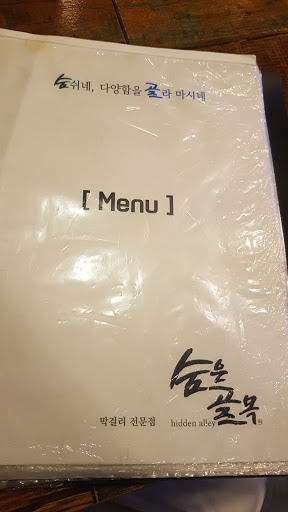 숨쉬네, 다양함을 골라 마시네
[ Menu ]
숨은
골목
막걸리 전문점
hidden alley